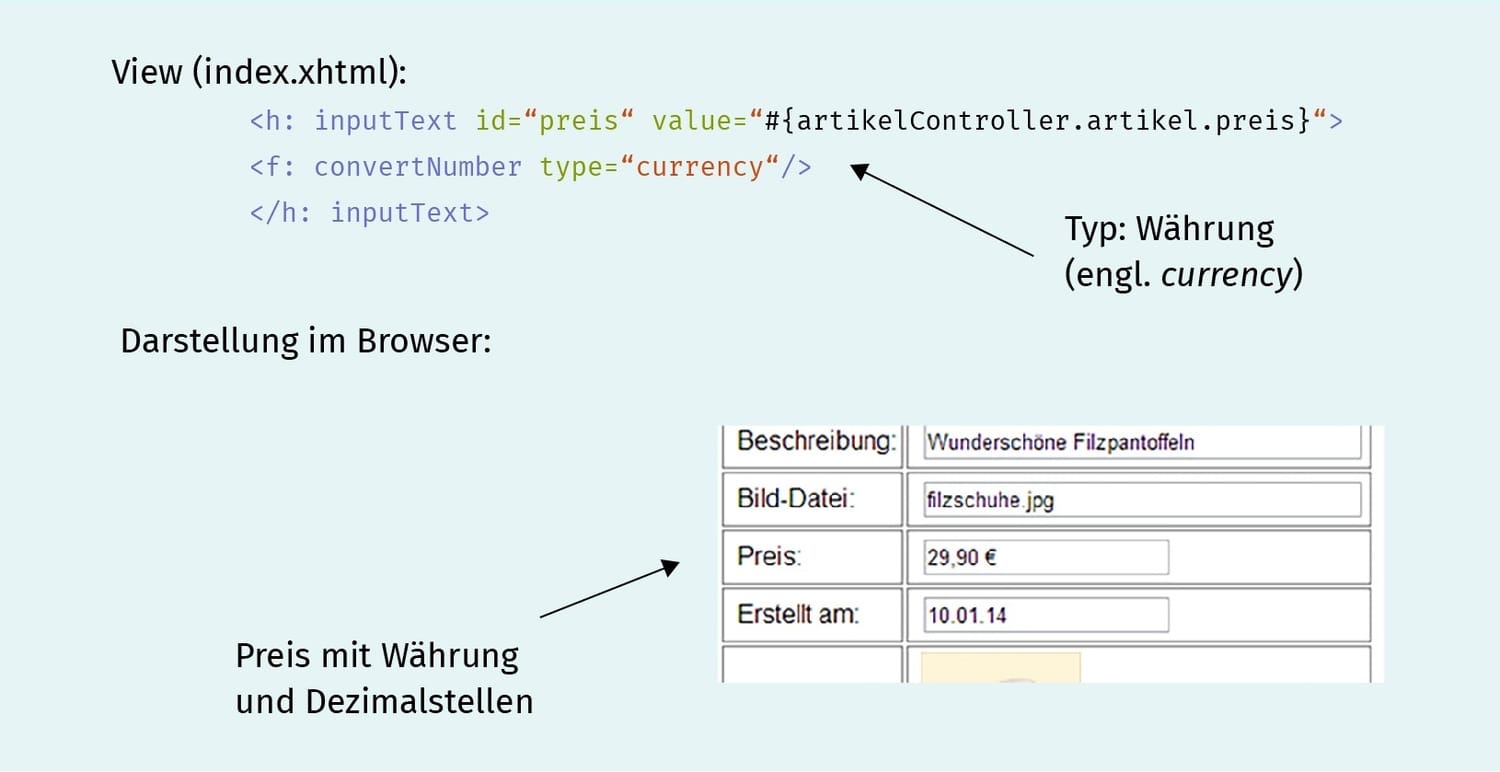 View (index.xhtml):
<h: inputText id=“preis“ value=“#{artikelController.artikel.preis}“>
<f: convertNumber type=“currency“/>
</h: inputText>
Typ: Währung
(engl. currency)
Darstellung im Browser:
Beschreibung: Wunderschöne Filzpantoffeln
Bild-Datei: filzschuhe.jpg
Preis: 29,90 €
Erstellt am: 10.01.14
Preis mit Währung
und Dezimalstellen